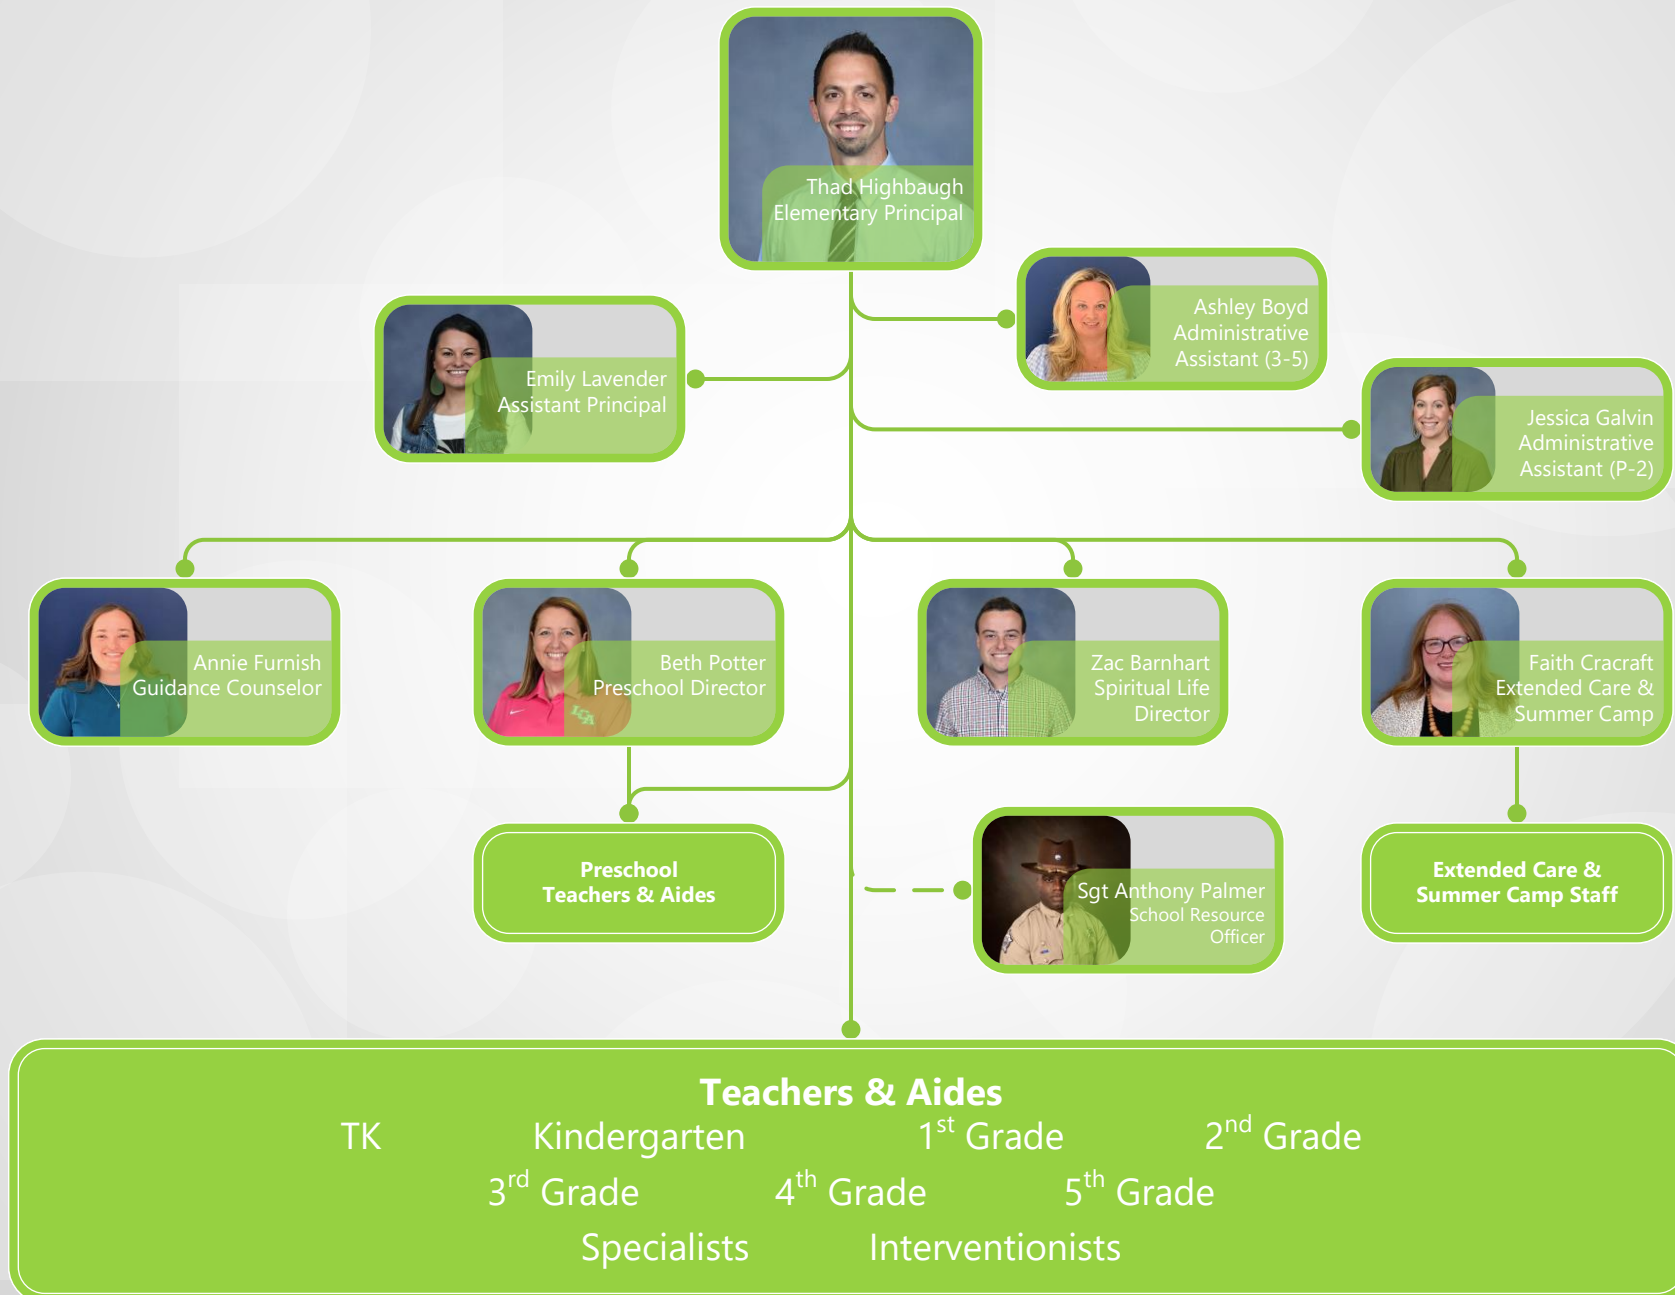 Thad Highbaugh
Elementary Principal
Ashley Boyd
Administrative
Assistant (3-5)
Emily Lavender
Assistant Principal
Jessica Galvin
Administrative
Assistant (P-2)
Annie Furnish
Guidance Counselor
Beth Potter
Preschool Director
Zac Barnhart
Spiritual Life
Director
Faith Cracraft
Extended Care &
Summer Camp
LCA
Preschool
Teachers & Aides
Sgt Anthony Palmer
School Resource
Officer
Extended Care &
Summer Camp Staff
Teachers & Aides
TK Kindergarten 1st Grade 2nd Grade
3rd Grade 4th Grade 5th Grade
Specialists Interventionists